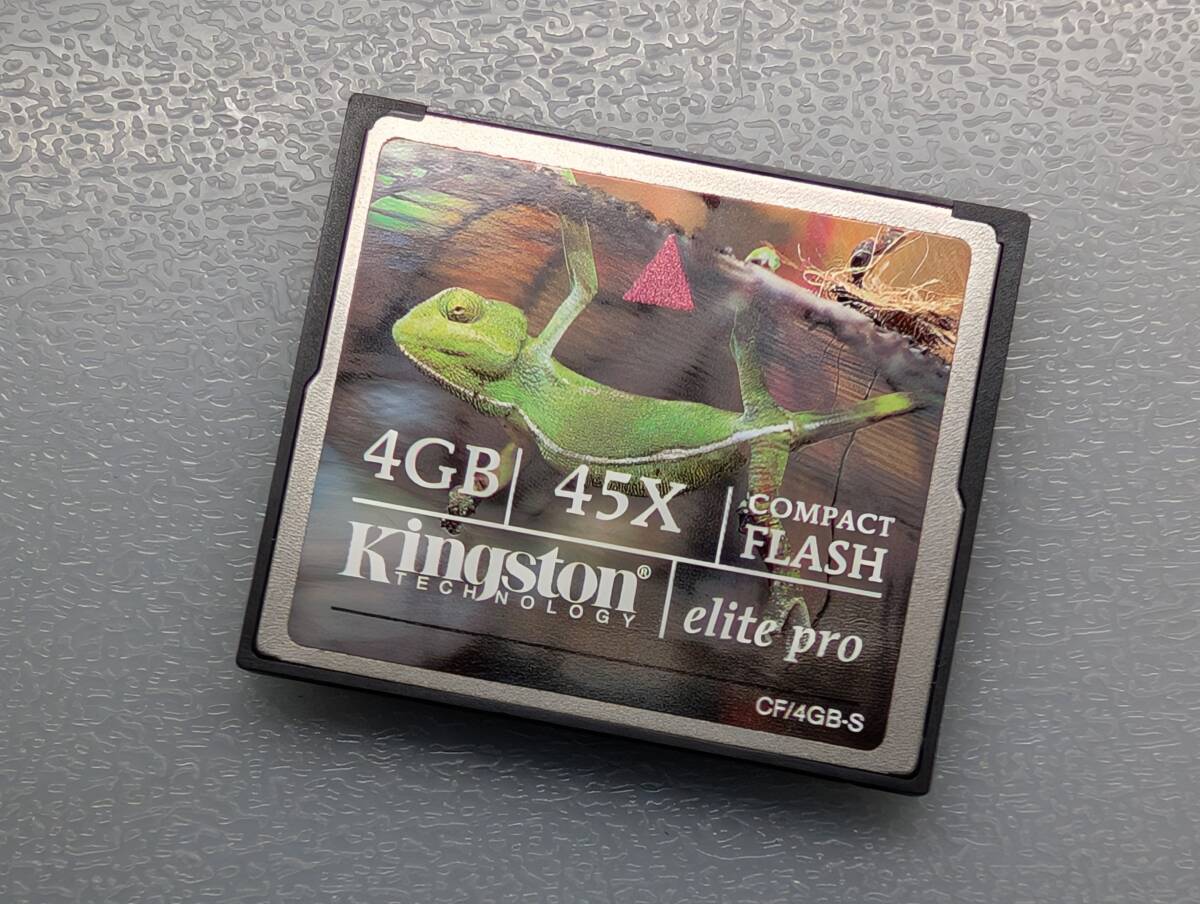 4GB 45X COMPACT
FLASH
Kingston®
TECHNOLOGY
elite pro
CF/4GB-S